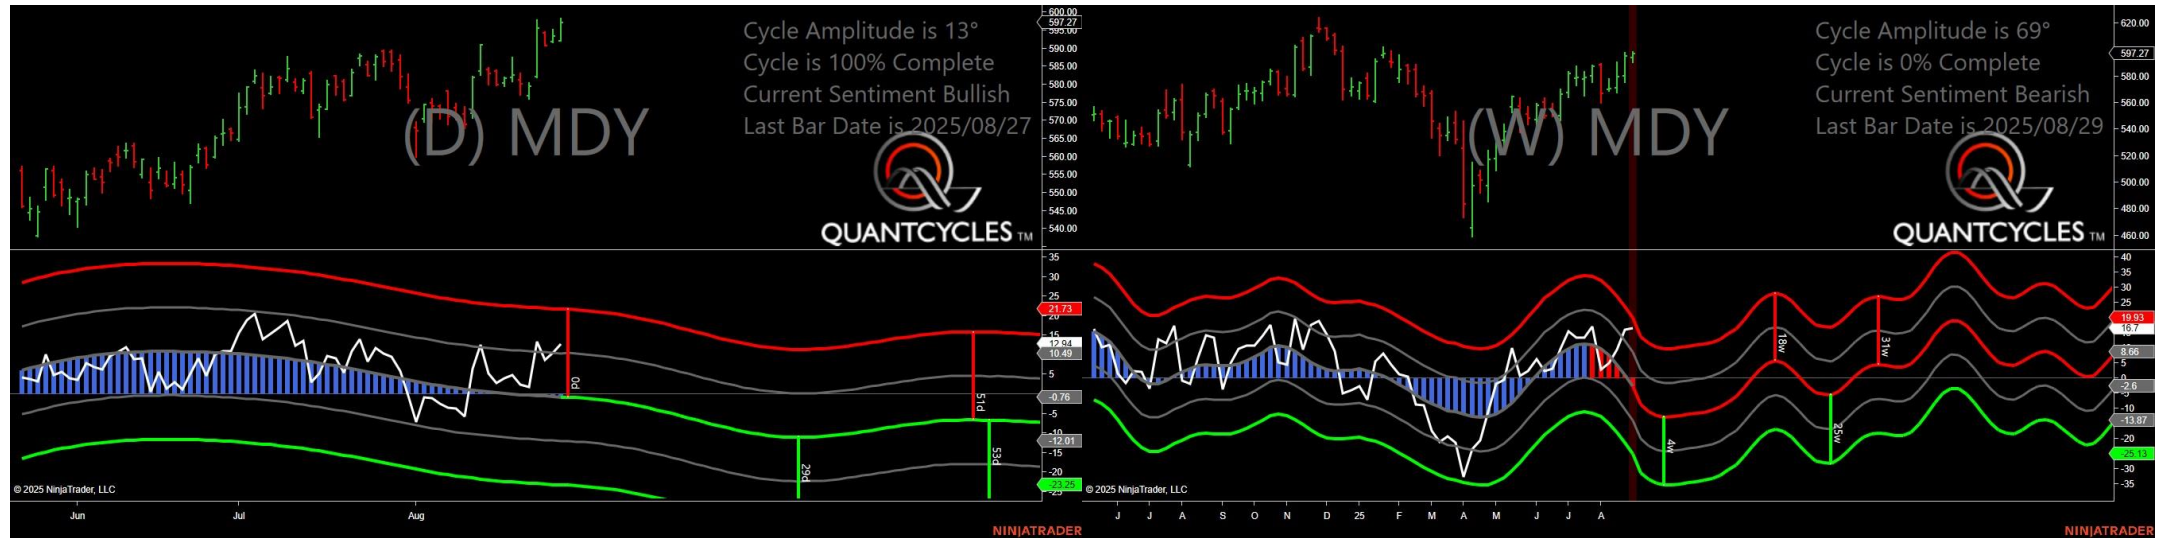 Cycle Amplitude is 13°
Cycle is 100% Complete
Current Sentiment Bullish
Last Bar Date is 2025/08/27
(D) MDY
QUANTCYCLES TM
600.00
597.27
595.00
590.00
585.00
580.00
575.00
570.00
565.00
560.00
555.00
550.00
545.00
540.00
35
30
25
21.73
20
15
12.94
10.49
5
-0.76
-5
-10
-12.01
-15
-20
-23.25
-25
0d
29d
51d
53d
© 2025 NinjaTrader, LLC
Jun
Jul
Aug
NINJATRADER
Cycle Amplitude is 69°
Cycle is 0% Complete
Current Sentiment Bearish
Last Bar Date is 2025/08/29
(W) MDY
QUANTCYCLES TM
620.00
597.27
580.00
560.00
540.00
520.00
500.00
480.00
460.00
40
35
30
25
19.93
16.7
8.66
5
0
-2.6
-5
-10
-13.87
-20
-25.13
-30
-35
4w
18w
25w
31w
© 2025 NinjaTrader, LLC
J
J
A
S
O
N
D
25
F
M
A
M
J
J
A
NINJATRADER